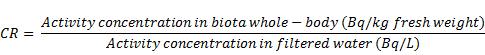 CR = Activity concentration in biota whole − body (Bq/kg fresh weight)
Activity concentration in filtered water (Bq/L)